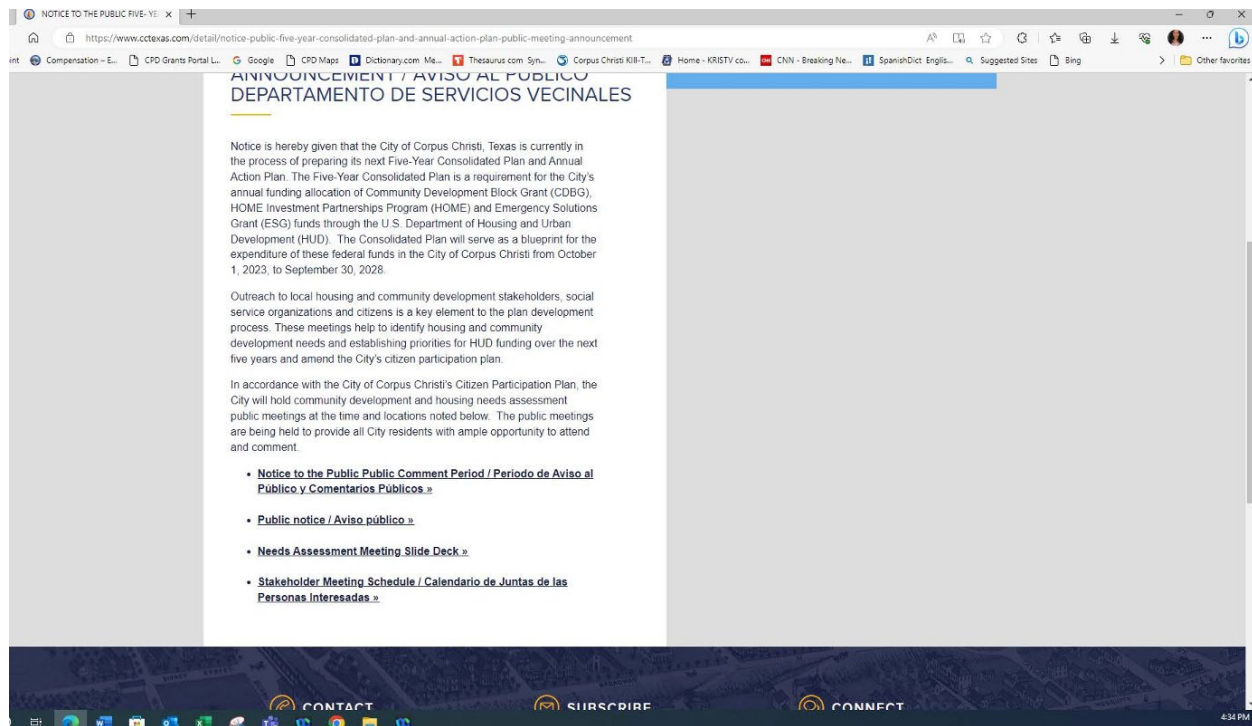 NOTICE TO THE PUBLIC FIVE- YE
https://www.cctexas.com/detail/notice-public-five-year-consolidated-plan-and-annual-action-plan-public-meeting-announcement
int Compensation – E... CPD Grants Portal L... Google CPD Maps Dictionary.com Me... Thesaurus com Syn... Corpus Christi KIII-T... Home - KRISTV co... CNN - Breaking Ne... SpanishDict Englis... Suggested Sites Bing Other favorites
ANNOUNCEMENT / AVISO AL PÚBLICO
DEPARTAMENTO DE SERVICIOS VECINALES
Notice is hereby given that the City of Corpus Christi, Texas is currently in
the process of preparing its next Five-Year Consolidated Plan and Annual
Action Plan. The Five-Year Consolidated Plan is a requirement for the City's
annual funding allocation of Community Development Block Grant (CDBG),
HOME Investment Partnerships Program (HOME) and Emergency Solutions
Grant (ESG) funds through the U.S. Department of Housing and Urban
Development (HUD). The Consolidated Plan will serve as a blueprint for the
expenditure of these federal funds in the City of Corpus Christi from October
1, 2023, to September 30, 2028.
Outreach to local housing and community development stakeholders, social
service organizations and citizens is a key element to the plan development
process. These meetings help to identify housing and community
development needs and establishing priorities for HUD funding over the next
five years and amend the City's citizen participation plan.
In accordance with the City of Corpus Christi's Citizen Participation Plan, the
City will hold community development and housing needs assessment
public meetings at the time and locations noted below. The public meetings
are being held to provide all City residents with ample opportunity to attend
and comment.
• Notice to the Public Public Comment Period / Periodo de Aviso al
Público y Comentarios Públicos »
• Public notice / Aviso público »
• Needs Assessment Meeting Slide Deck »
• Stakeholder Meeting Schedule / Calendario de Juntas de las
Personas Interesadas »
CONTACT SUBSCRIBE CONNECT
4:34 PM